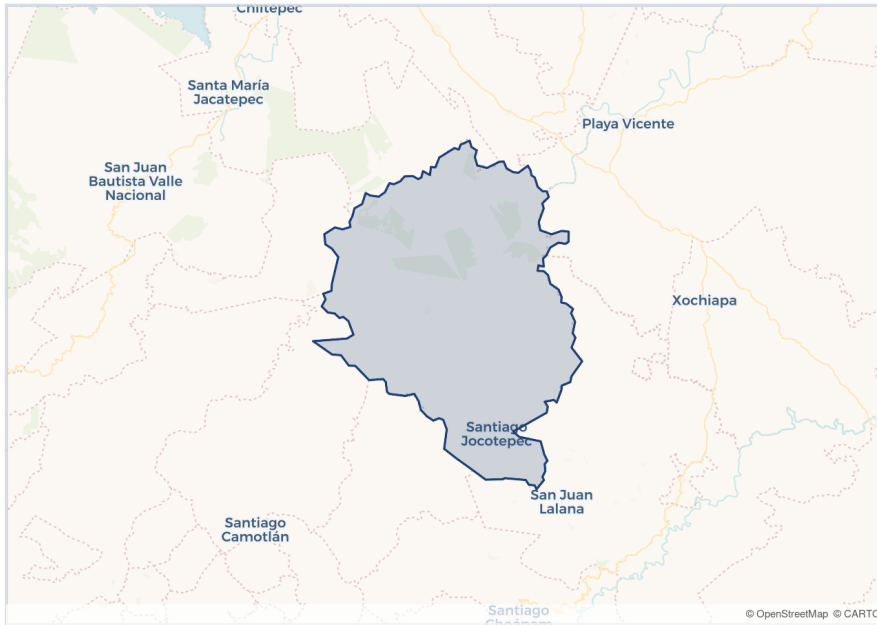 Chiltepec
Santa María
Jacatepec
Playa Vicente
San Juan
Bautista Valle
Nacional
Xochiapa
Santiago
Jocotepec
San Juan
Lalana
Santiago
Camotlán
Santiago
Choápam
© OpenStreetMap © CARTO